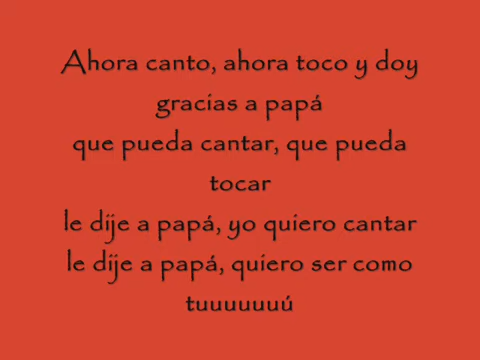 Ahora canto, ahora toco y doy
gracias a papá
que pueda cantar, que pueda
tocar
le dije a papá, yo quiero cantar
le dije a papá, quiero ser como
tuuuuuuú